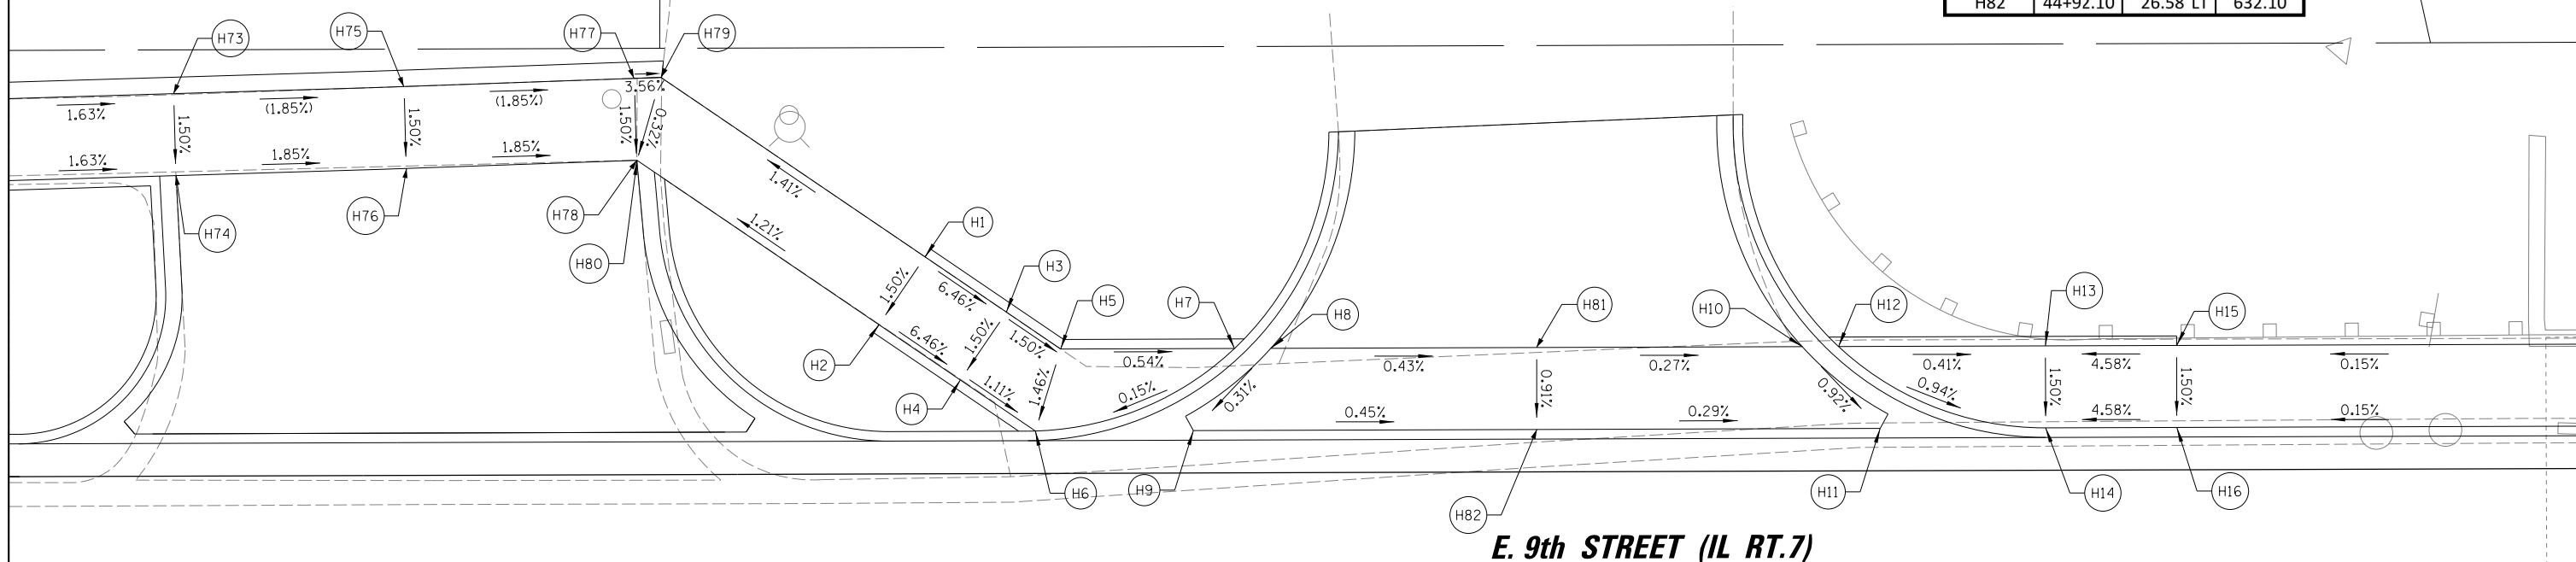 H82 44+92.10 26.58 LT 632.10
H73
H75
H77
H79
1.63%
(1.85%)
(1.85%)
3.56%
1.50%
1.50%
1.50%
0.32%
1.63%
1.85%
1.85%
H74
H76
H78
H80
1.41%
1.21%
H1
H3
H5
H7
H8
1.50%
6.46%
1.50%
1.50%
6.46%
1.11%
1.46%
H2
H4
H6
0.54%
0.15%
0.31%
H9
H81
0.43%
0.27%
0.91%
0.45%
0.29%
H82
H10
H12
H13
H15
0.92%
0.94%
0.41%
4.58%
0.15%
1.50%
1.50%
4.58%
0.15%
H11
H14
H16
E. 9th STREET (IL RT.7)